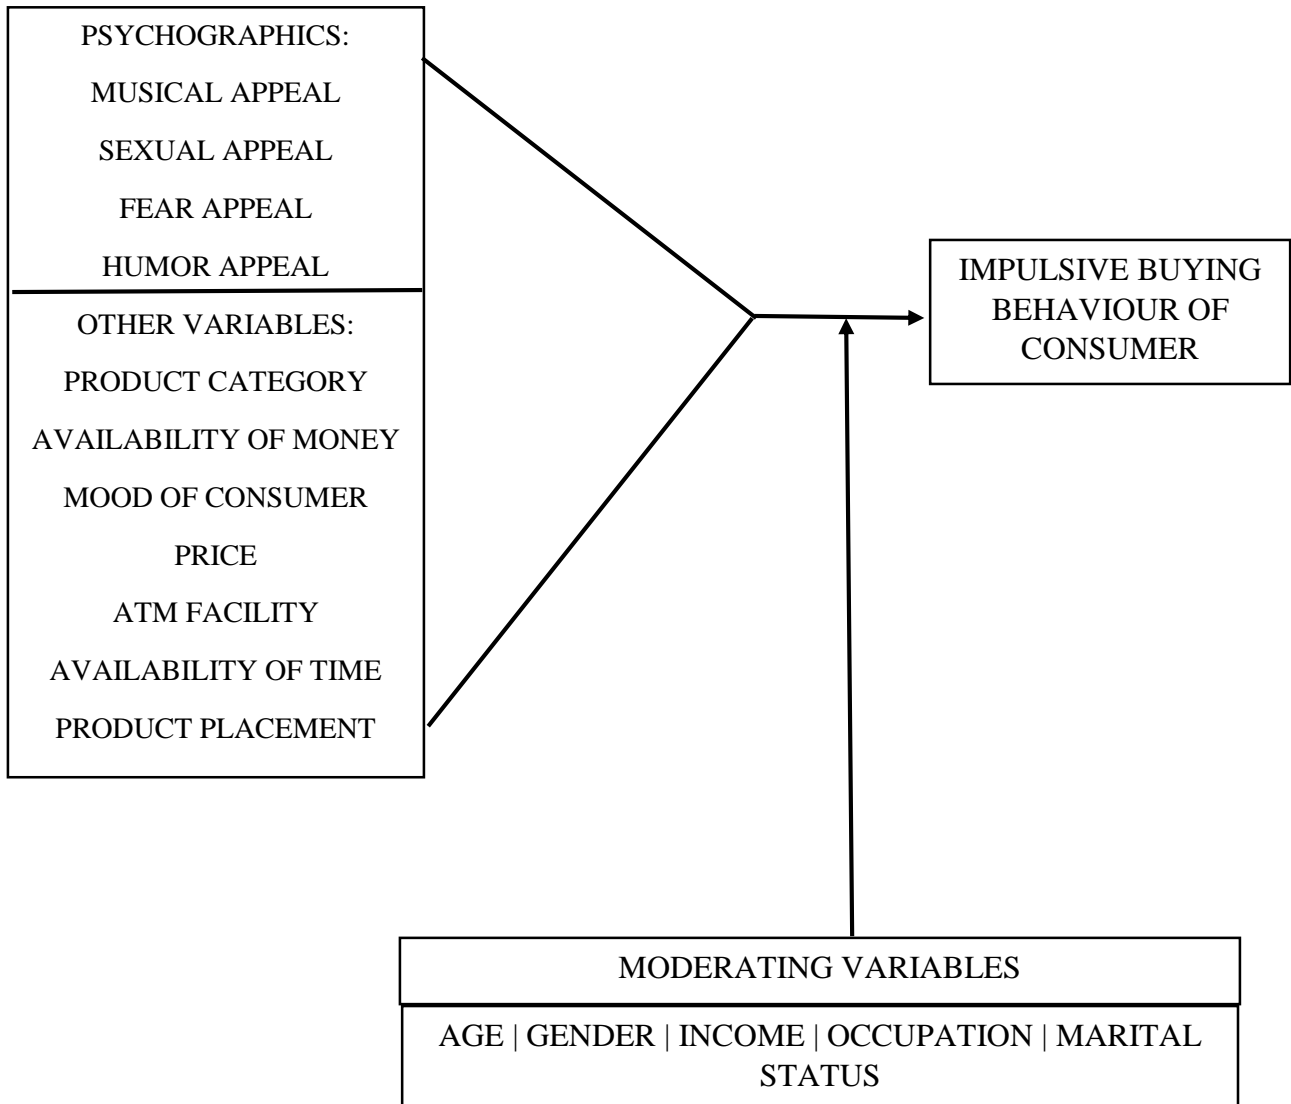 PSYCHOGRAPHICS:
MUSICAL APPEAL
SEXUAL APPEAL
FEAR APPEAL
HUMOR APPEAL
OTHER VARIABLES:
PRODUCT CATEGORY
AVAILABILITY OF MONEY
MOOD OF CONSUMER
PRICE
ATM FACILITY
AVAILABILITY OF TIME
PRODUCT PLACEMENT
IMPULSIVE BUYING
BEHAVIOUR OF
CONSUMER
MODERATING VARIABLES
AGE | GENDER | INCOME | OCCUPATION | MARITAL
STATUS